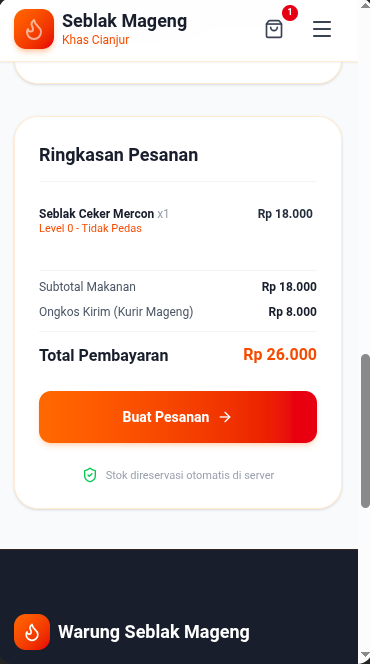 Seblak Mageng
Khas Cianjur
1
Ringkasan Pesanan
Seblak Ceker Mercon x1 Rp 18.000
Level 0 - Tidak Pedas
Subtotal Makanan Rp 18.000
Ongkos Kirim (Kurir Mageng) Rp 8.000
Total Pembayaran Rp 26.000
Buat Pesanan →
Stok direservasi otomatis di server
Warung Seblak Mageng